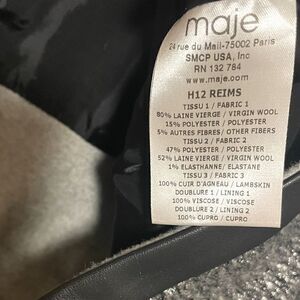 maje
24 rue du Mail-75002 Paris
SMCP USA, Inc
RN 132 784
www.maje.com
H12 REIMS
TISSU 1 / FABRIC 1
80% LAINE VIERGE / VIRGIN WOOL
15% POLYESTER / POLYESTER
5% AUTRES FIBRES / OTHER FIBERS
TISSU 2 / FABRIC 2
47% POLYESTER / POLYESTER
52% LAINE VIERGE / VIRGIN WOOL
1% ELASTHANNE / ELASTANE
TISSU 3 / FABRIC 3
100% CUIR D'AGNEAU / LAMBSKIN
DOUBLURE 1 / LINING 1
100% VISCOSE / VISCOSE
DOUBLURE 2 / LINING 2
100% CUPRO / CUPRO